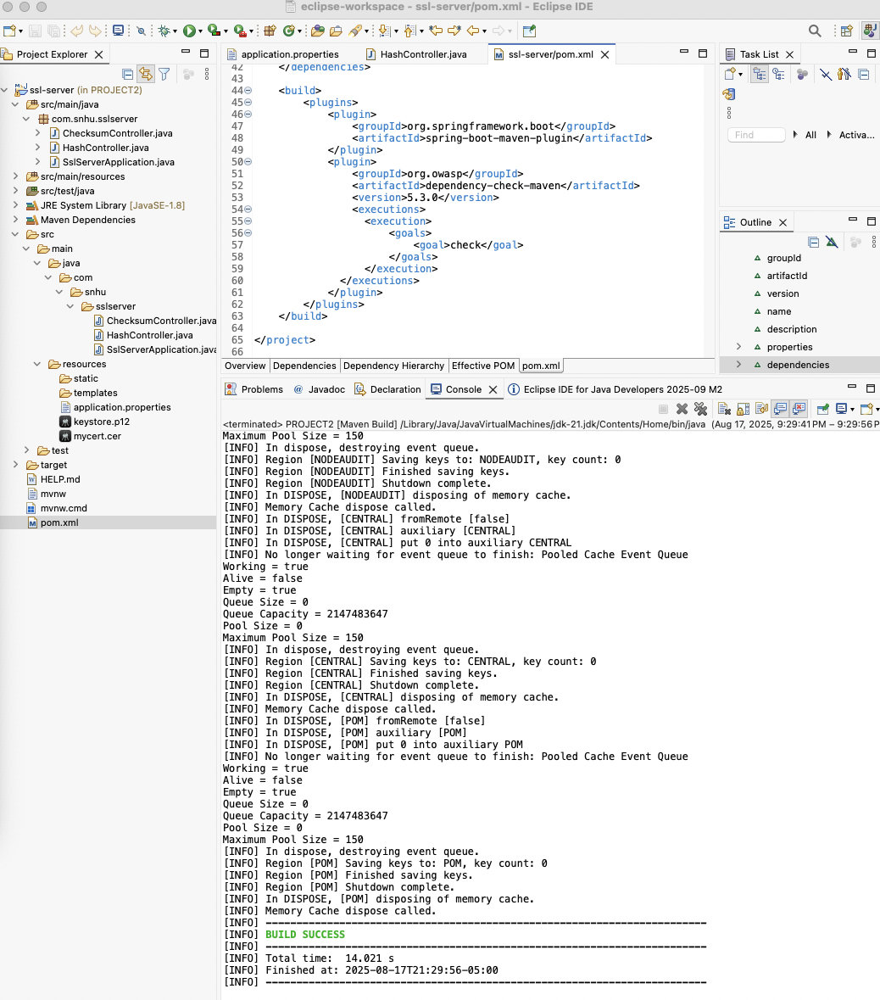 eclipse-workspace - ssl-server/pom.xml - Eclipse IDE
Project Explorer
ssl-server (in PROJECT2)
src/main/java
com.snhu.sslserver
ChecksumController.java
HashController.java
SslServerApplication.java
src/main/resources
src/test/java
JRE System Library [JavaSE-1.8]
Maven Dependencies
src
main
java
com
snhu
sslserver
ChecksumController.java
HashController.java
SslServerApplication.java
resources
static
templates
application.properties
keystore.p12
mycert.cer
test
target
HELP.md
mvnw
mvnw.cmd
pom.xml
application.properties
HashController.java
ssl-server/pom.xml
42 </dependencies>
43
44 <build>
45 <plugins>
46 <plugin>
47 <groupId>org.springframework.boot</groupId>
48 <artifactId>spring-boot-maven-plugin</artifactId>
49 </plugin>
50 <plugin>
51 <groupId>org.owasp</groupId>
52 <artifactId>dependency-check-maven</artifactId>
53 <version>5.3.0</version>
54 <executions>
55 <execution>
56 <goals>
57 <goal>check</goal>
58 </goals>
59 </execution>
60 </executions>
61 </plugin>
62 </plugins>
63 </build>
64
65 </project>
66
Overview Dependencies Dependency Hierarchy Effective POM pom.xml
Task List
Find All Activa...
Outline
groupId
artifactId
version
name
description
properties
dependencies
Problems @ Javadoc Declaration Console Eclipse IDE for Java Developers 2025-09 M2
<terminated> PROJECT2 [Maven Build] /Library/Java/JavaVirtualMachines/jdk-21.jdk/Contents/Home/bin/java (Aug 17, 2025, 9:29:41 PM – 9:29:56 P
Maximum Pool Size = 150
[INFO] In dispose, destroying event queue.
[INFO] Region [NODEAUDIT] Saving keys to: NODEAUDIT, key count: 0
[INFO] Region [NODEAUDIT] Finished saving keys.
[INFO] Region [NODEAUDIT] Shutdown complete.
[INFO] In DISPOSE, [NODEAUDIT] disposing of memory cache.
[INFO] Memory Cache dispose called.
[INFO] In DISPOSE, [CENTRAL] fromRemote [false]
[INFO] In DISPOSE, [CENTRAL] auxiliary [CENTRAL]
[INFO] In DISPOSE, [CENTRAL] put 0 into auxiliary CENTRAL
[INFO] No longer waiting for event queue to finish: Pooled Cache Event Queue
Working = true
Alive = false
Empty = true
Queue Size = 0
Queue Capacity = 2147483647
Pool Size = 0
Maximum Pool Size = 150
[INFO] In dispose, destroying event queue.
[INFO] Region [CENTRAL] Saving keys to: CENTRAL, key count: 0
[INFO] Region [CENTRAL] Finished saving keys.
[INFO] Region [CENTRAL] Shutdown complete.
[INFO] In DISPOSE, [CENTRAL] disposing of memory cache.
[INFO] Memory Cache dispose called.
[INFO] In DISPOSE, [POM] fromRemote [false]
[INFO] In DISPOSE, [POM] auxiliary [POM]
[INFO] In DISPOSE, [POM] put 0 into auxiliary POM
[INFO] No longer waiting for event queue to finish: Pooled Cache Event Queue
Working = true
Alive = false
Empty = true
Queue Size = 0
Queue Capacity = 2147483647
Pool Size = 0
Maximum Pool Size = 150
[INFO] In dispose, destroying event queue.
[INFO] Region [POM] Saving keys to: POM, key count: 0
[INFO] Region [POM] Finished saving keys.
[INFO] Region [POM] Shutdown complete.
[INFO] In DISPOSE, [POM] disposing of memory cache.
[INFO] Memory Cache dispose called.
[INFO] ------------------------------------------------------------------------
[INFO] BUILD SUCCESS
[INFO] ------------------------------------------------------------------------
[INFO] Total time:  14.021 s
[INFO] Finished at: 2025-08-17T21:29:56-05:00
[INFO] ------------------------------------------------------------------------